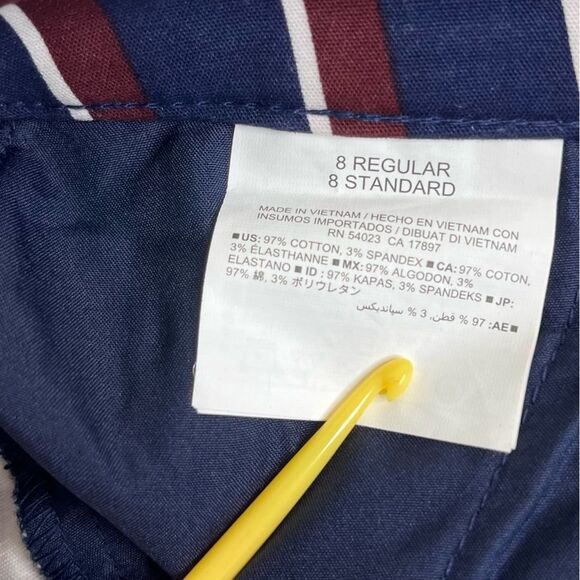 8 REGULAR
8 STANDARD
MADE IN VIETNAM / HECHO EN VIETNAM CON
INSUMOS IMPORTADOS / DIBUAT DI VIETNAM
RN 54023 CA 17897
■US: 97% COTTON, 3% SPANDEX ■ CA: 97% COTON,
3% ÉLASTHANNE ■ MX: 97% ALGODON, 3%
ELASTANO ■ ID : 97% KAPAS, 3% SPANDEKS ■ JP:
97% 綿, 3% ポリウレタン
■AE: 97 % قطن, 3 % سباندیکس